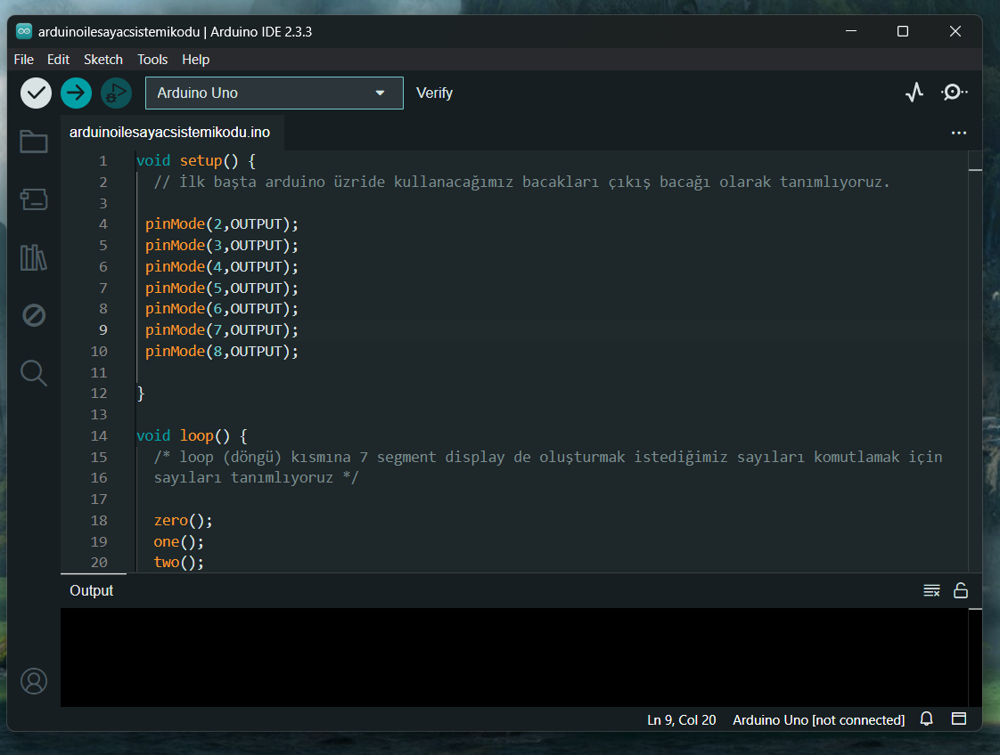 arduinoilesayacsistemikodu | Arduino IDE 2.3.3
File Edit Sketch Tools Help
Arduino Uno Verify
arduinoilesayacsistemikodu.ino
1 void setup() {
2 // İlk başta arduino üzride kullanacağımız bacakları çıkış bacağı olarak tanımlıyoruz.
3
4 pinMode(2,OUTPUT);
5 pinMode(3,OUTPUT);
6 pinMode(4,OUTPUT);
7 pinMode(5,OUTPUT);
8 pinMode(6,OUTPUT);
9 pinMode(7,OUTPUT);
10 pinMode(8,OUTPUT);
11
12 }
13
14 void loop() {
15 /* loop (döngü) kısmına 7 segment display de oluşturmak istediğimiz sayıları komutlamak için
16 sayıları tanımlıyoruz */
17
18 zero();
19 one();
20 two();
Output
Ln 9, Col 20 Arduino Uno [not connected]